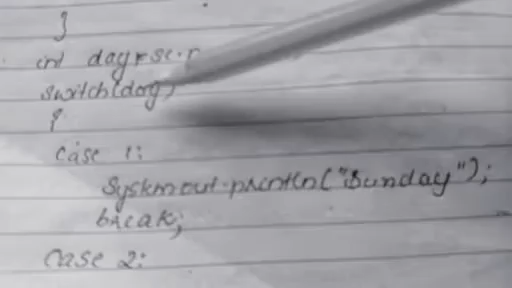 }
int day=sc.n
switch(day)
{
case 1:
System.out.println("Sunday");
break;
case 2: